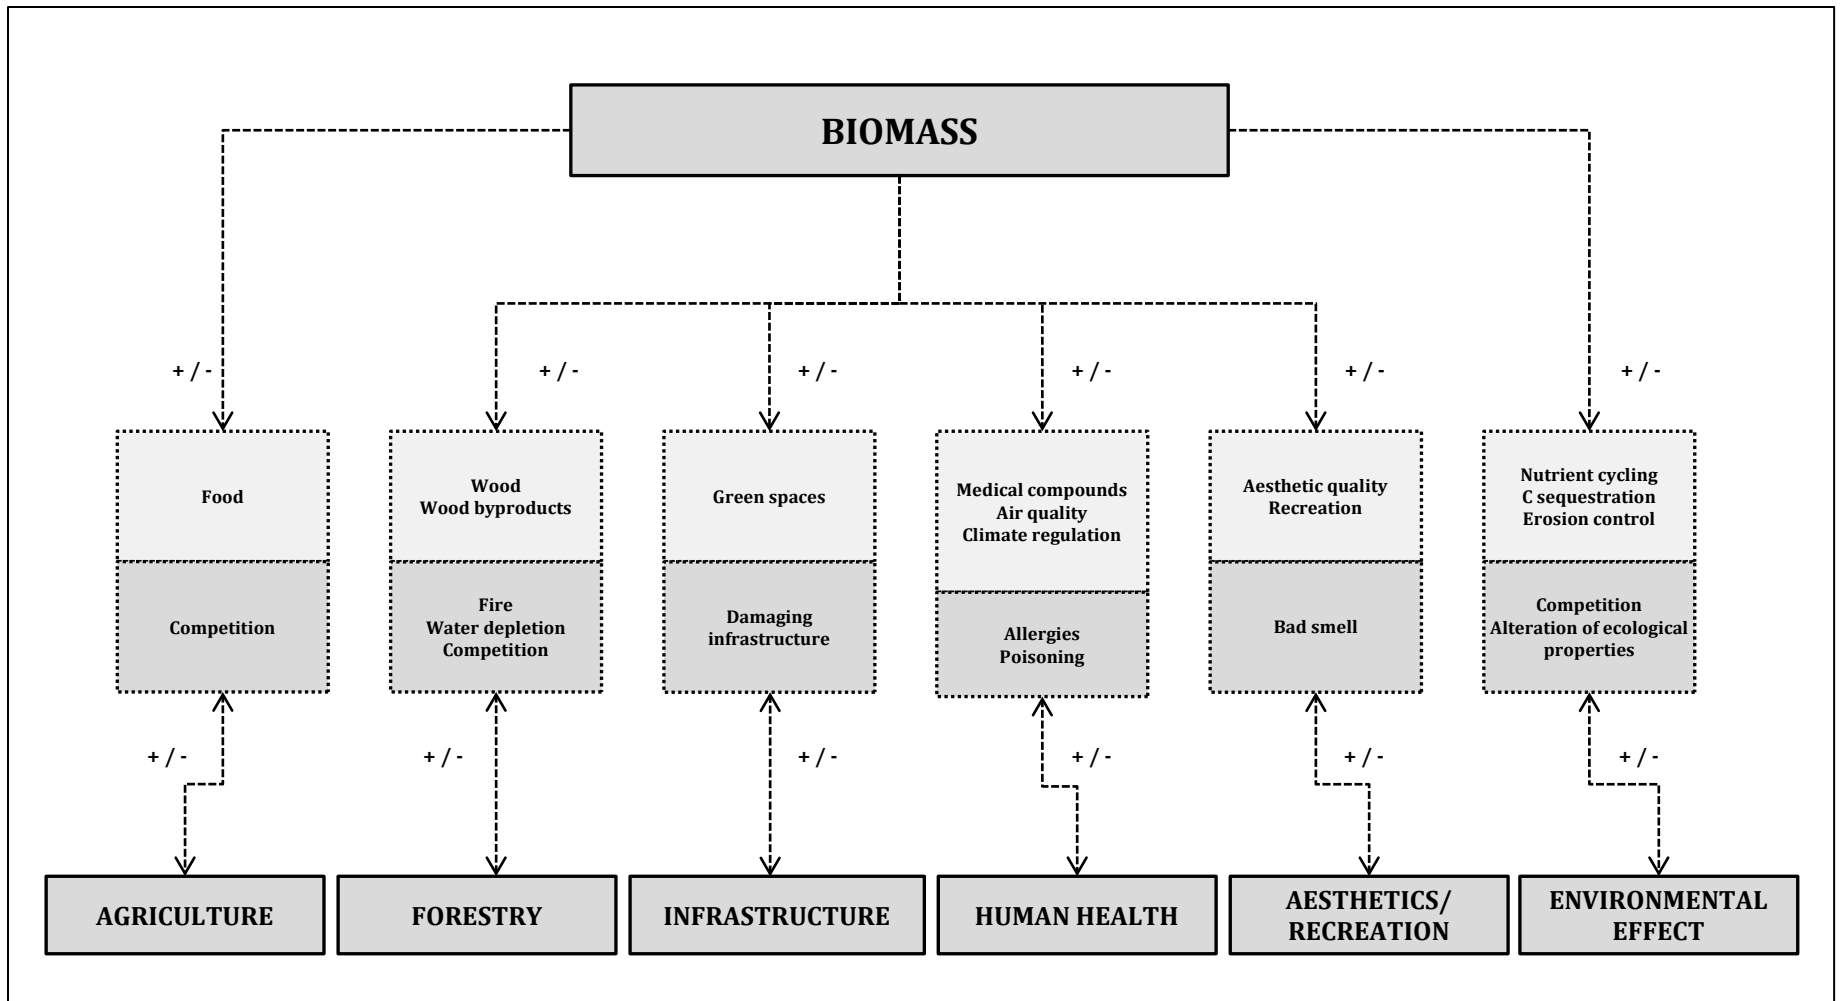 BIOMASS
+ / -
+ / -
+ / -
+ / -
+ / -
+ / -
Food
Competition
Wood
Wood byproducts
Fire
Water depletion
Competition
Green spaces
Damaging
infrastructure
Medical compounds
Air quality
Climate regulation
Allergies
Poisoning
Aesthetic quality
Recreation
Bad smell
Nutrient cycling
C sequestration
Erosion control
Competition
Alteration of ecological
properties
+ / -
+ / -
+ / -
+ / -
+ / -
+ / -
AGRICULTURE
FORESTRY
INFRASTRUCTURE
HUMAN HEALTH
AESTHETICS/
RECREATION
ENVIRONMENTAL
EFFECT